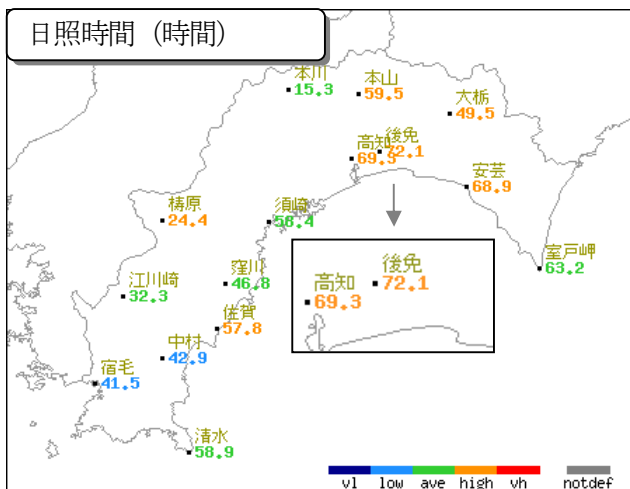 日照時間 (時間)
本川
15.3
本山
59.5
大栃
49.5
高知
69.3
後免
72.1
安芸
68.9
梼原
24.4
須崎
58.4
室戸岬
63.2
江川崎
32.3
窪川
46.8
佐賀
57.8
中村
42.9
宿毛
41.5
清水
58.9
後免
72.1
高知
69.3
vl low ave high vh notdef